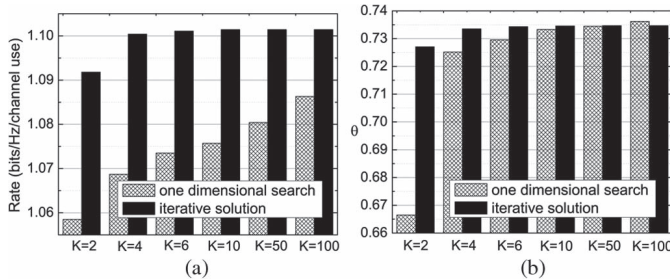 Rate (bits/Hz/channel use)
1.10
1.09
1.08
1.07
1.06
one dimensional search
iterative solution
K=2 K=4 K=6 K=10 K=50 K=100
(a)
θ
0.74
0.73
0.72
0.71
0.70
0.69
0.68
0.67
0.66
one dimensional search
iterative solution
K=2 K=4 K=6 K=10 K=50 K=100
(b)